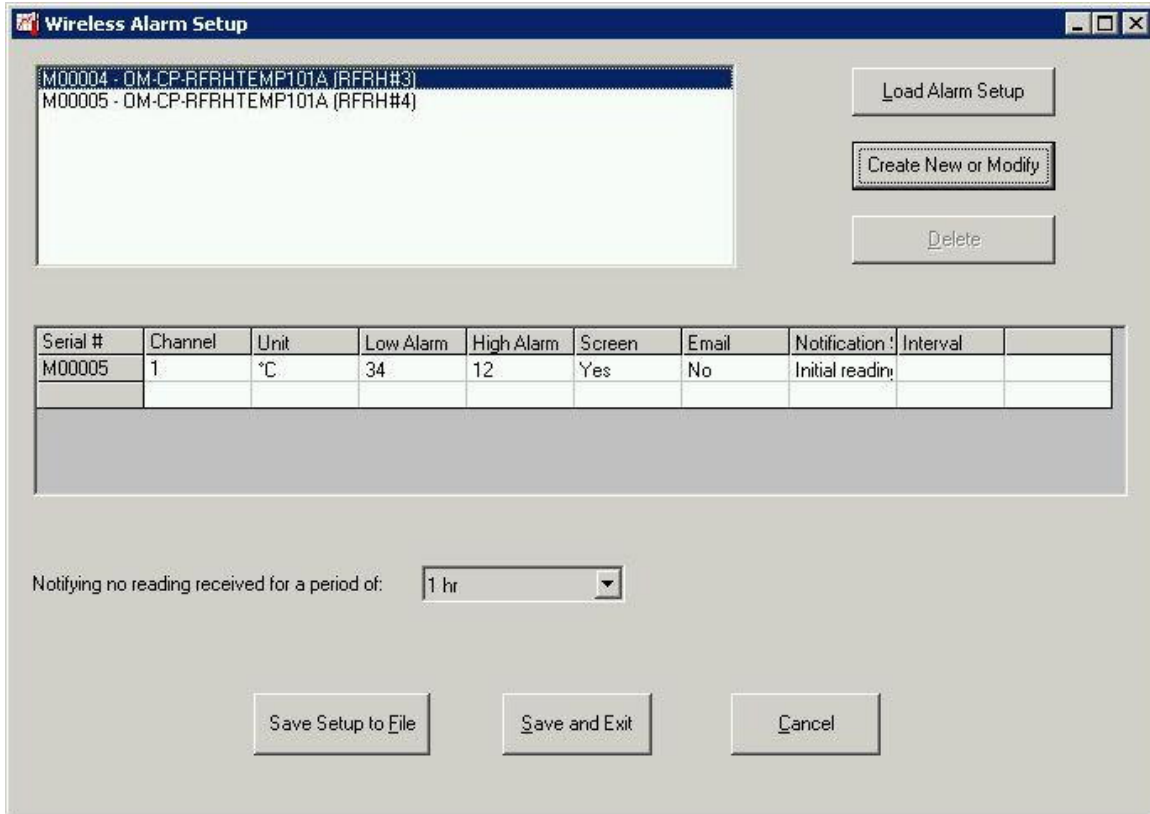 Wireless Alarm Setup
M00004 - OM-CP-RFRHTEMP101A (RFRH#3)
M00005 - OM-CP-RFRHTEMP101A (RFRH#4)
Load Alarm Setup
Create New or Modify
Delete
Serial # Channel Unit Low Alarm High Alarm Screen Email Notification Interval
M00005 1 °C 34 12 Yes No Initial
Notifying no reading received for a period of: 1 hr
Save Setup to File Save and Exit Cancel